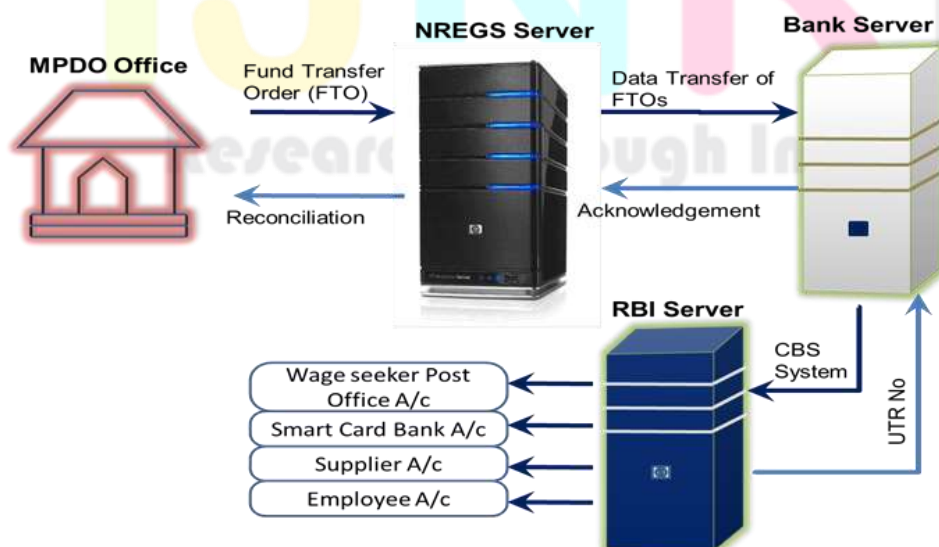 NREGS Server
Bank Server
MPDO Office
Fund Transfer
Order (FTO)
Data Transfer of
FTOs
Reconciliation
Acknowledgement
RBI Server
CBS
System
UTR No
Wage seeker Post
Office A/c
Smart Card Bank A/c
Supplier A/c
Employee A/c